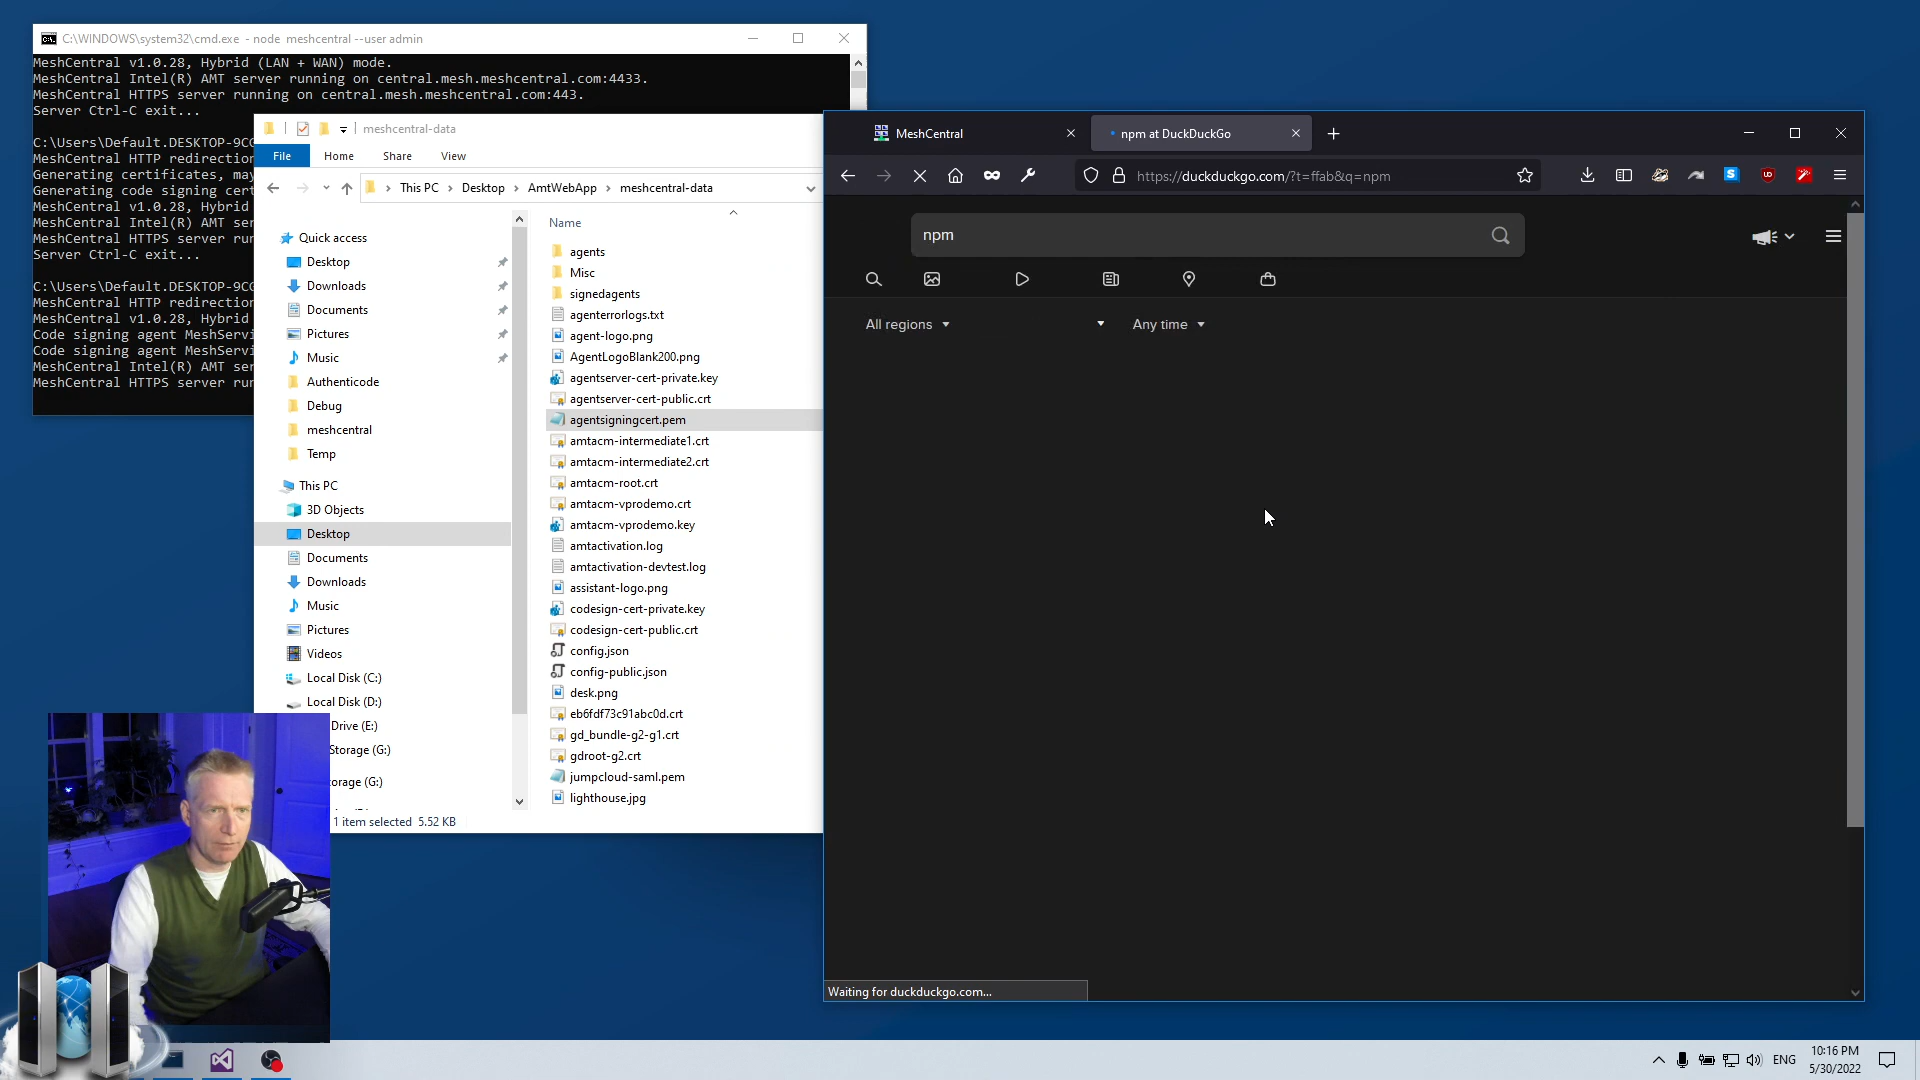 C:\WINDOWS\system32\cmd.exe - node meshcentral --user admin
MeshCentral v1.0.28, Hybrid (LAN + WAN) mode.
MeshCentral Intel(R) AMT server running on central.mesh.meshcentral.com:4433.
MeshCentral HTTPS server running on central.mesh.meshcentral.com:443.
Server Ctrl-C exit...
C:\Users\Default.DESKTOP-9CC
MeshCentral HTTP redirection
Generating certificates, may
Generating code signing cert
MeshCentral v1.0.28, Hybrid
MeshCentral Intel(R) AMT ser
MeshCentral HTTPS server run
Server Ctrl-C exit...
C:\Users\Default.DESKTOP-9CC
MeshCentral HTTP redirection
MeshCentral v1.0.28, Hybrid
Code signing agent MeshServi
Code signing agent MeshServi
MeshCentral Intel(R) AMT ser
MeshCentral HTTPS server run
meshcentral-data
File Home Share View
This PC Desktop AmtWebApp meshcentral-data
Quick access
Desktop
Downloads
Documents
Pictures
Music
Authenticode
Debug
meshcentral
Temp
This PC
3D Objects
Desktop
Documents
Downloads
Music
Pictures
Videos
Local Disk (C:)
Local Disk (D:)
Drive (E:)
Storage (G:)
orage (G:)
Name
agents
Misc
signedagents
agenterrorlogs.txt
agent-logo.png
AgentLogoBlank200.png
agentserver-cert-private.key
agentserver-cert-public.crt
agentsigningcert.pem
amtacm-intermediate1.crt
amtacm-intermediate2.crt
amtacm-root.crt
amtacm-vprodemo.crt
amtacm-vprodemo.key
amtactivation.log
amtactivation-devtest.log
assistant-logo.png
codesign-cert-private.key
codesign-cert-public.crt
config.json
config-public.json
desk.png
eb6fdf73c91abc0d.crt
gd_bundle-g2-g1.crt
gdroot-g2.crt
jumpcloud-saml.pem
lighthouse.jpg
1 item selected 5.52 KB
MeshCentral
npm at DuckDuckGo
https://duckduckgo.com/?t=ffab&q=npm
npm
All regions
Any time
Waiting for duckduckgo.com...
ENG
10:16 PM
5/30/2022